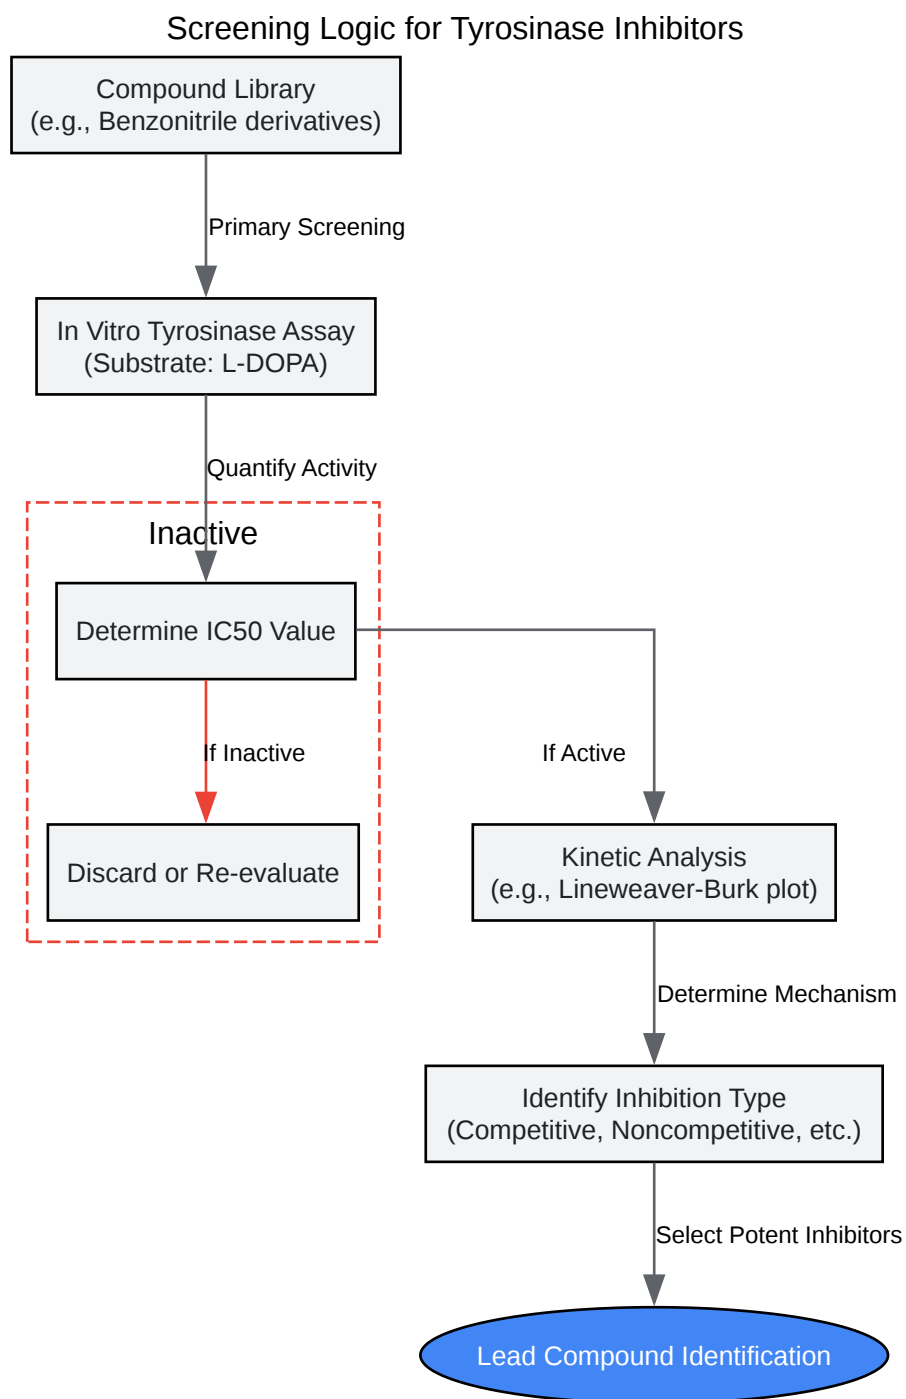 Screening Logic for Tyrosinase Inhibitors
Compound Library
(e.g., Benzonitrile derivatives)
Primary Screening
In Vitro Tyrosinase Assay
(Substrate: L-DOPA)
Quantify Activity
Inactive
Determine IC50 Value
If Inactive
If Active
Discard or Re-evaluate
Kinetic Analysis
(e.g., Lineweaver-Burk plot)
Determine Mechanism
Identify Inhibition Type
(Competitive, Noncompetitive, etc.)
Select Potent Inhibitors
Lead Compound Identification